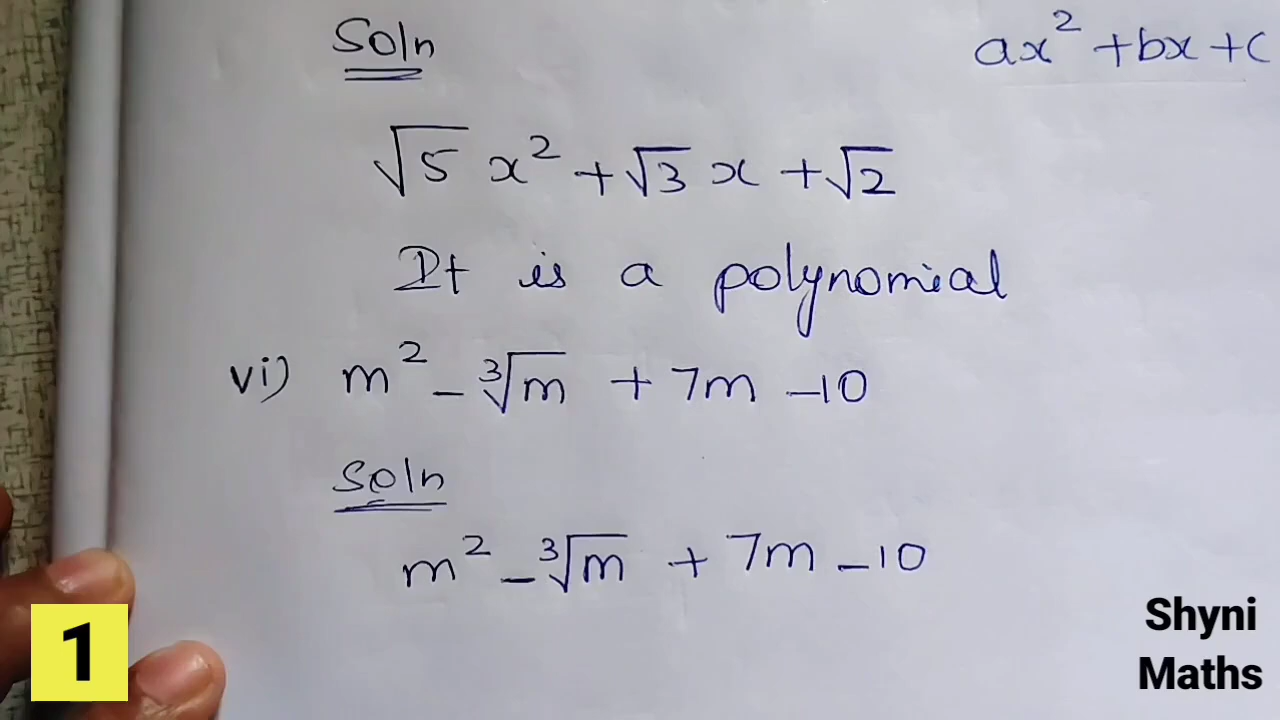 Soln
ax² + bx + c
√5 x² + √3 x + √2
It is a polynomial
vi) m² - ∛m + 7m - 10
Soln
m² - ∛m + 7m - 10
1
Shyni
Maths